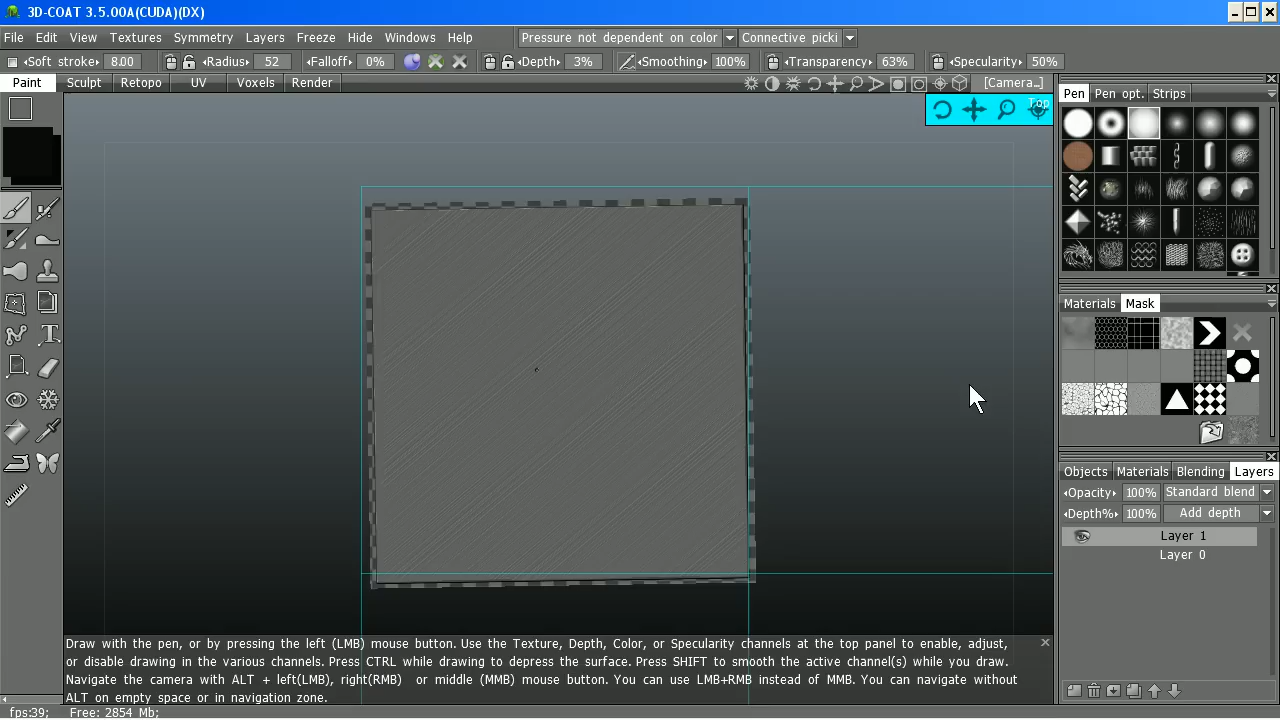 3D-COAT 3.5.00A(CUDA)(DX)
File Edit View Textures Symmetry Layers Freeze Hide Windows Help Pressure not dependent on color Connective picki
Soft stroke 8.00 Radius 52 Falloff 0% Depth 3% Smoothing 100% Transparency 63% Specularity 50%
Paint Sculpt Retopo UV Voxels Render [Camera…]
Top
Pen Pen opt. Strips
Materials Mask
Objects Materials Blending Layers
Opacity 100% Standard blend
Depth% 100% Add depth
Layer 1
Layer 0
Draw with the pen, or by pressing the left (LMB) mouse button. Use the Texture, Depth, Color, or Specularity channels at the top panel to enable, adjust,
or disable drawing in the various channels. Press CTRL while drawing to depress the surface. Press SHIFT to smooth the active channel(s) while you draw.
Navigate the camera with ALT + left(LMB), right(RMB) or middle (MMB) mouse button. You can use LMB+RMB instead of MMB. You can navigate without
ALT on empty space or in navigation zone.
fps:39; Free: 2854 Mb;